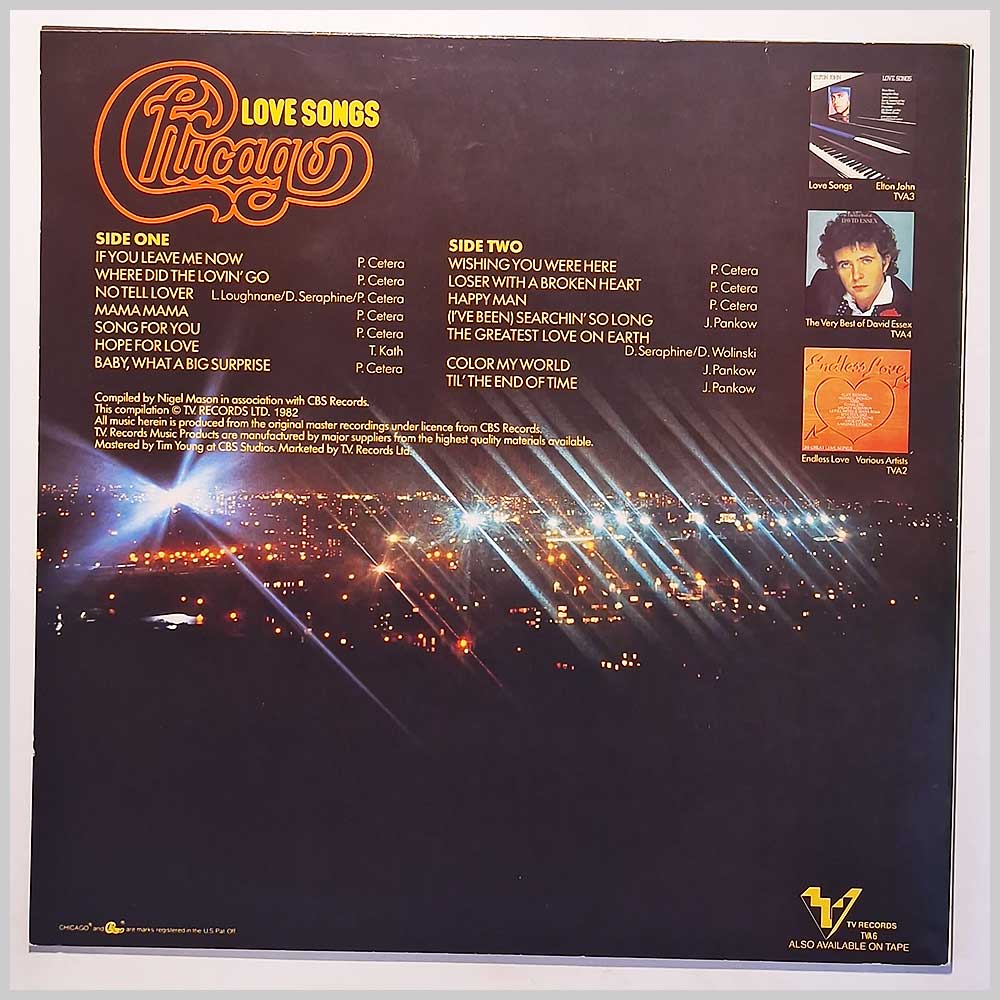 LOVE SONGS
Chicago
SIDE ONE
IF YOU LEAVE ME NOW P. Cetera
WHERE DID THE LOVIN' GO P. Cetera
NO TELL LOVER L. Loughnane/D. Seraphine/P. Cetera
MAMA MAMA P. Cetera
SONG FOR YOU P. Cetera
HOPE FOR LOVE T. Kath
BABY, WHAT A BIG SURPRISE P. Cetera
SIDE TWO
WISHING YOU WERE HERE P. Cetera
LOSER WITH A BROKEN HEART P. Cetera
HAPPY MAN P. Cetera
(I'VE BEEN) SEARCHIN' SO LONG J. Pankow
THE GREATEST LOVE ON EARTH
D. Seraphine/D. Wolinski
COLOR MY WORLD J. Pankow
TIL' THE END OF TIME J. Pankow
Compiled by Nigel Mason in association with CBS Records.
This compilation © T.V. RECORDS LTD. 1982
All music herein is produced from the original master recordings under licence from CBS Records.
T.V. Records Music Products are manufactured by major suppliers from the highest quality materials available.
Mastered by Tim Young at CBS Studios. Marketed by T.V. Records Ltd.
ELTON JOHN LOVE SONGS
Love Songs Elton John
TVA3
DAVID ESSEX
The Very Best of David Essex
TVA4
Endless Love
Endless Love Various Artists
TVA2
CHICAGO® and Chicago® are marks registered in the U.S. Pat. Off.
TV
TV RECORDS
TVA6
ALSO AVAILABLE ON TAPE